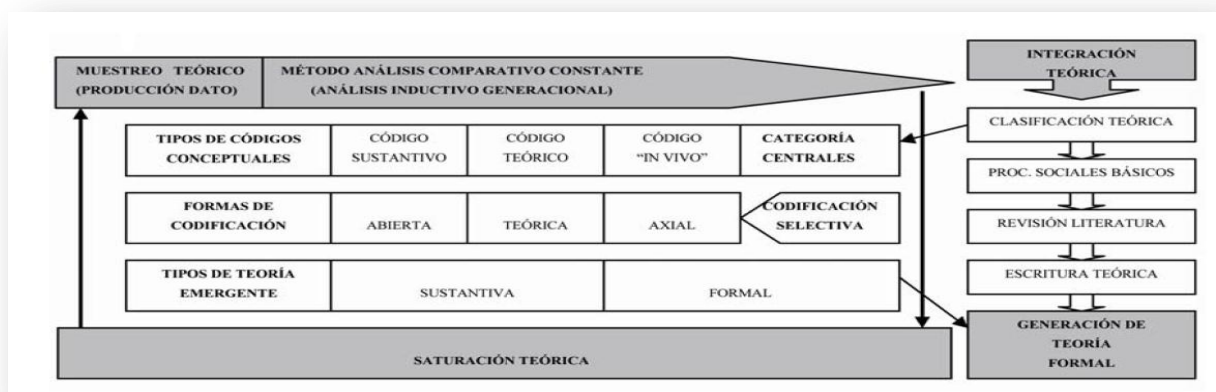 MUESTREO TEÓRICO
(PRODUCCIÓN DATO)
MÉTODO ANÁLISIS COMPARATIVO CONSTANTE
(ANÁLISIS INDUCTIVO GENERACIONAL)
TIPOS DE CÓDIGOS
CONCEPTUALES
CÓDIGO
SUSTANTIVO
CÓDIGO
TEÓRICO
CÓDIGO
“IN VIVO”
CATEGORÍA
CENTRALES
FORMAS DE
CODIFICACIÓN
ABIERTA
TEÓRICA
AXIAL
CODIFICACIÓN
SELECTIVA
TIPOS DE TEORÍA
EMERGENTE
SUSTANTIVA
FORMAL
SATURACIÓN TEÓRICA
INTEGRACIÓN
TEÓRICA
CLASIFICACIÓN TEÓRICA
PROC. SOCIALES BÁSICOS
REVISIÓN LITERATURA
ESCRITURA TEÓRICA
GENERACIÓN DE
TEORÍA
FORMAL